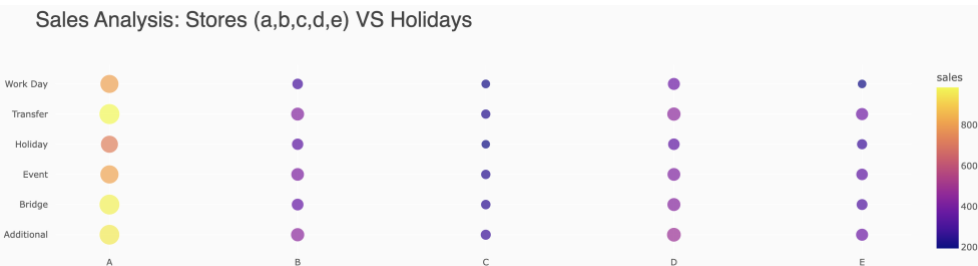 Sales Analysis: Stores (a,b,c,d,e) VS Holidays
Work Day
Transfer
Holiday
Event
Bridge
Additional
A B C D E
sales
800
600
400
200